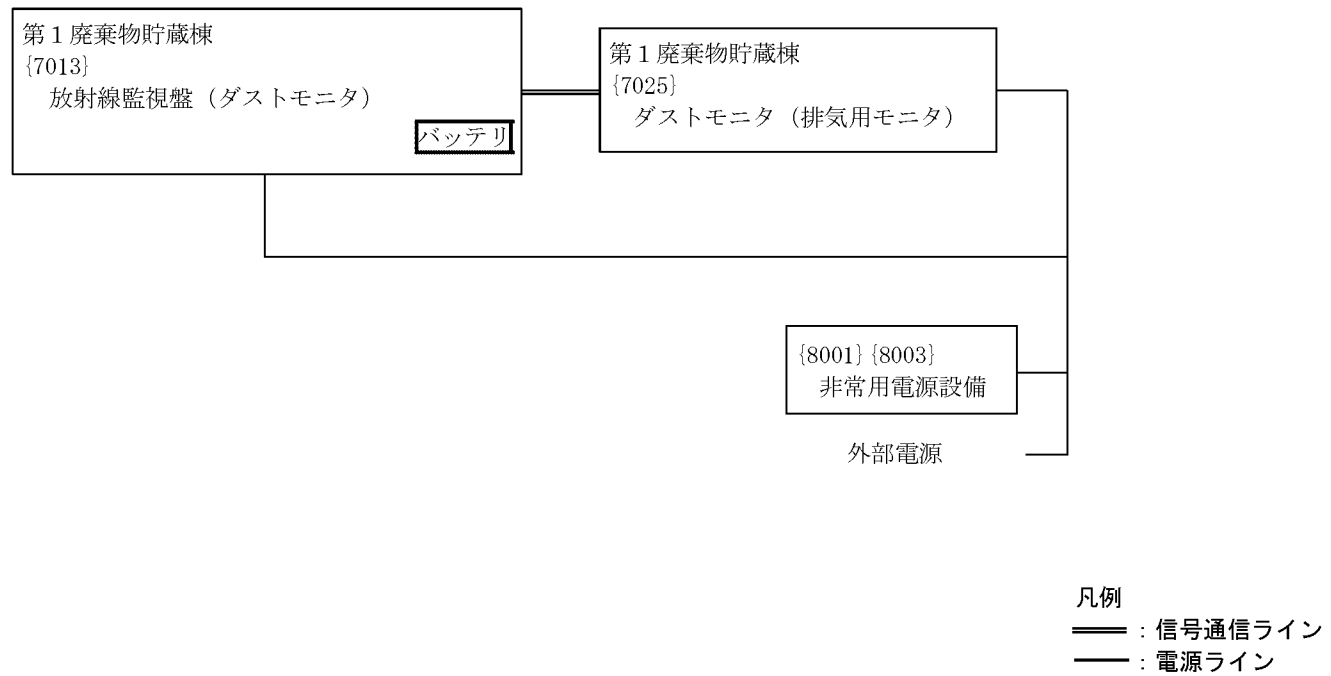 第１廃棄物貯蔵棟
{7013}
放射線監視盤（ダストモニタ）
バッテリ
第１廃棄物貯蔵棟
{7025}
ダストモニタ（排気用モニタ）
{8001} {8003}
非常用電源設備
外部電源
凡例
：信号通信ライン
：電源ライン